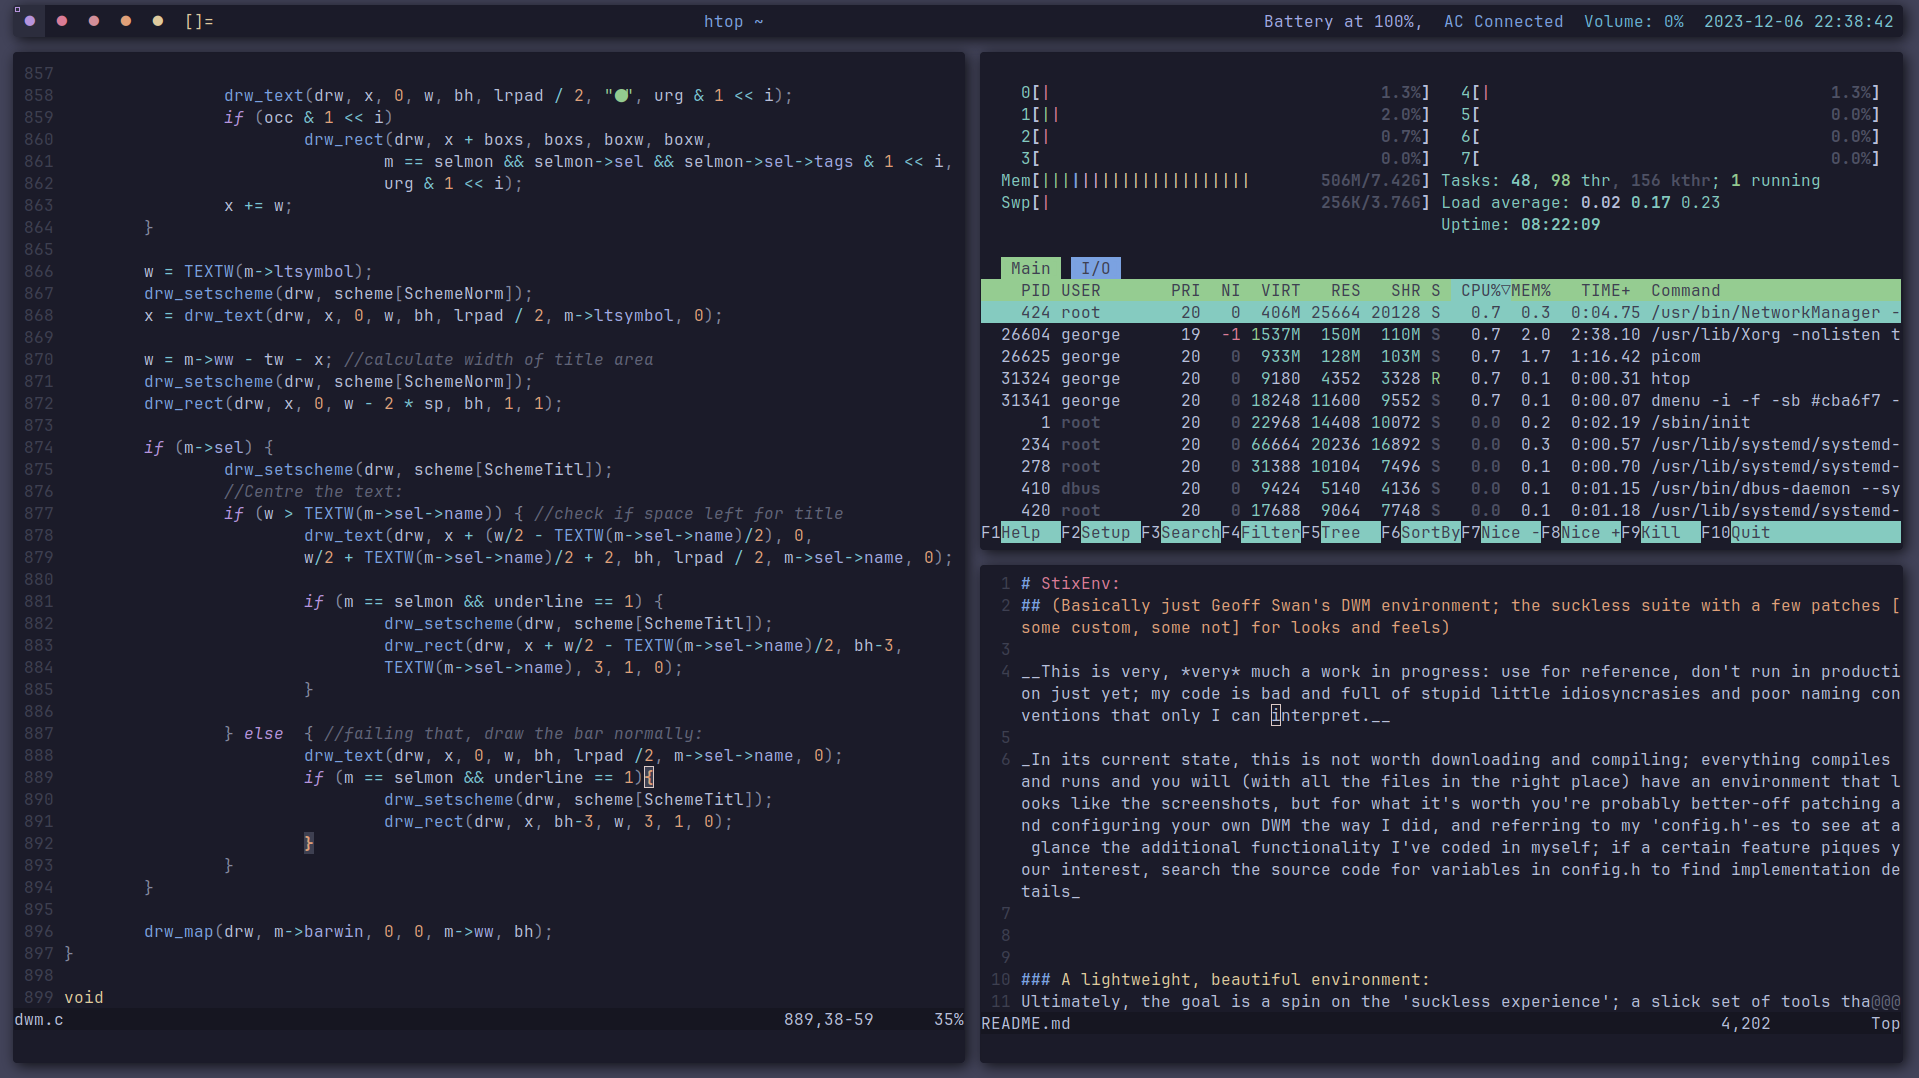 []=
htop ~
Battery at 100%,  AC Connected  Volume: 0%  2023-12-06 22:38:42
857
858 drw_text(drw, x, 0, w, bh, lrpad / 2, "●", urg & 1 << i);
859 if (occ & 1 << i)
860 drw_rect(drw, x + boxs, boxs, boxw, boxw,
861 m == selmon && selmon->sel && selmon->sel->tags & 1 << i,
862 urg & 1 << i);
863 x += w;
864 }
865
866 w = TEXTW(m->ltsymbol);
867 drw_setscheme(drw, scheme[SchemeNorm]);
868 x = drw_text(drw, x, 0, w, bh, lrpad / 2, m->ltsymbol, 0);
869
870 w = m->ww - tw - x; //calculate width of title area
871 drw_setscheme(drw, scheme[SchemeNorm]);
872 drw_rect(drw, x, 0, w - 2 * sp, bh, 1, 1);
873
874 if (m->sel) {
875 drw_setscheme(drw, scheme[SchemeTitl]);
876 //Centre the text:
877 if (w > TEXTW(m->sel->name)) { //check if space left for title
878 drw_text(drw, x + (w/2 - TEXTW(m->sel->name)/2), 0,
879 w/2 + TEXTW(m->sel->name)/2 + 2, bh, lrpad / 2, m->sel->name, 0);
880
881 if (m == selmon && underline == 1) {
882 drw_setscheme(drw, scheme[SchemeTitl]);
883 drw_rect(drw, x + w/2 - TEXTW(m->sel->name)/2, bh-3,
884 TEXTW(m->sel->name), 3, 1, 0);
885 }
886
887 } else  { //failing that, draw the bar normally:
888 drw_text(drw, x, 0, w, bh, lrpad /2, m->sel->name, 0);
889 if (m == selmon && underline == 1){
890 drw_setscheme(drw, scheme[SchemeTitl]);
891 drw_rect(drw, x, bh-3, w, 3, 1, 0);
892 }
893 }
894 }
895
896 drw_map(drw, m->barwin, 0, 0, m->ww, bh);
897 }
898
899 void
dwm.c 889,38-59 35%
0[| 1.3%] 4[| 1.3%]
1[|| 2.0%] 5[ 0.0%]
2[| 0.7%] 6[ 0.0%]
3[ 0.0%] 7[ 0.0%]
Mem[||||||||||||||||||||| 506M/7.42G] Tasks: 48, 98 thr, 156 kthr; 1 running
Swp[| 256K/3.76G] Load average: 0.02 0.17 0.23
Uptime: 08:22:09
Main I/O
PID USER PRI NI VIRT RES SHR S CPU%▽MEM% TIME+ Command
424 root 20 0 406M 25664 20128 S 0.7 0.3 0:04.75 /usr/bin/NetworkManager -
26604 george 19 -1 1537M 150M 110M S 0.7 2.0 2:38.10 /usr/lib/Xorg -nolisten t
26625 george 20 0 933M 128M 103M S 0.7 1.7 1:16.42 picom
31324 george 20 0 9180 4352 3328 R 0.7 0.1 0:00.31 htop
31341 george 20 0 18248 11600 9552 S 0.7 0.1 0:00.07 dmenu -i -f -sb #cba6f7 -
1 root 20 0 22968 14408 10072 S 0.0 0.2 0:02.19 /sbin/init
234 root 20 0 66664 20236 16892 S 0.0 0.3 0:00.57 /usr/lib/systemd/systemd-
278 root 20 0 31388 10104 7496 S 0.0 0.1 0:00.70 /usr/lib/systemd/systemd-
410 dbus 20 0 9424 5140 4136 S 0.0 0.1 0:01.15 /usr/bin/dbus-daemon --sy
420 root 20 0 17688 9064 7748 S 0.0 0.1 0:01.18 /usr/lib/systemd/systemd-
F1Help F2Setup F3SearchF4FilterF5Tree F6SortByF7Nice -F8Nice +F9Kill F10Quit
1 # StixEnv:
2 ## (Basically just Geoff Swan's DWM environment; the suckless suite with a few patches [
some custom, some not] for looks and feels)
3
4 __This is very, *very* much a work in progress: use for reference, don't run in producti
on just yet; my code is bad and full of stupid little idiosyncrasies and poor naming con
ventions that only I can interpret.__
5
6 _In its current state, this is not worth downloading and compiling; everything compiles
and runs and you will (with all the files in the right place) have an environment that l
ooks like the screenshots, but for what it's worth you're probably better-off patching a
nd configuring your own DWM the way I did, and referring to my 'config.h'-es to see at a
glance the additional functionality I've coded in myself; if a certain feature piques y
our interest, search the source code for variables in config.h to find implementation de
tails_
7
8
9
10 ### A lightweight, beautiful environment:
11 Ultimately, the goal is a spin on the 'suckless experience'; a slick set of tools tha@@@
README.md 4,202 Top